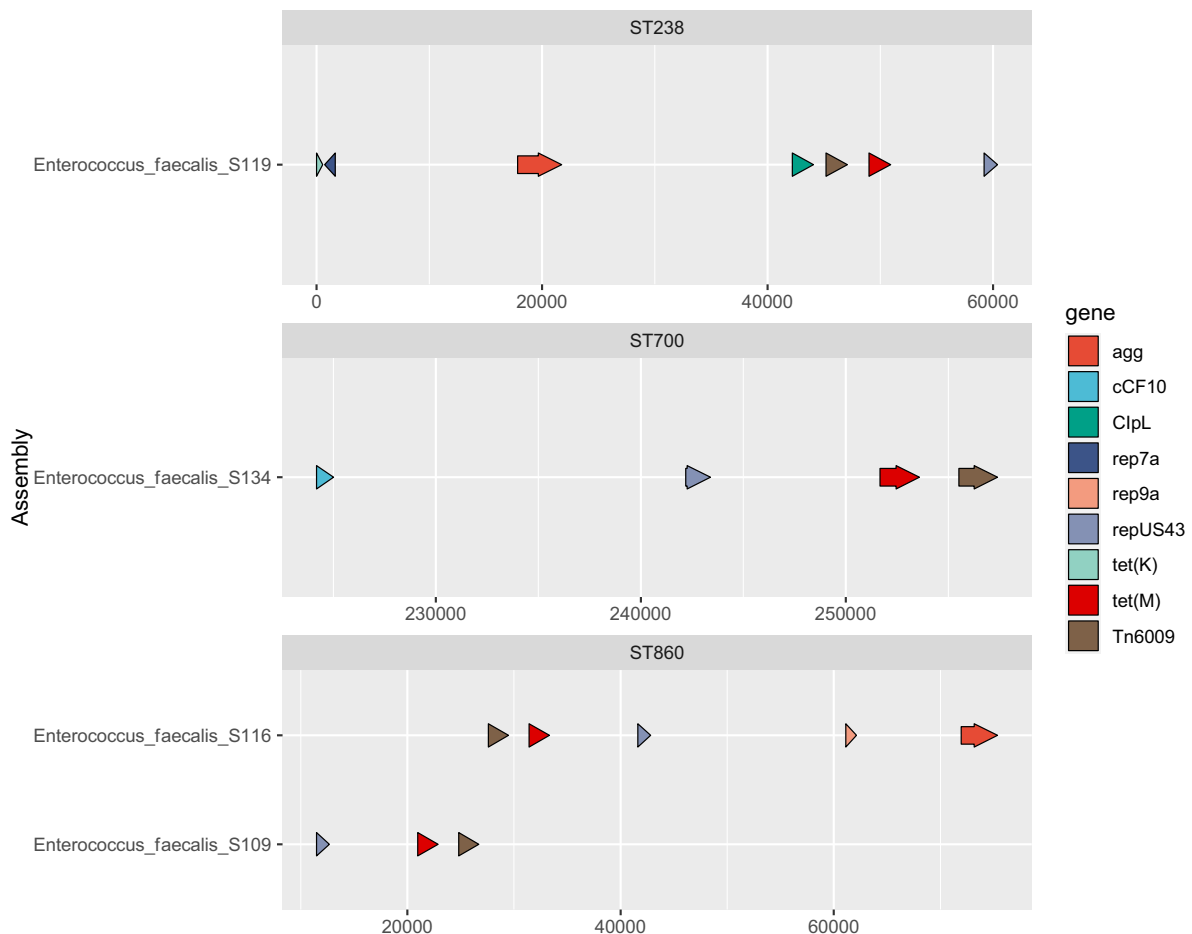 ST238
Enterococcus_faecalis_S119
0 20000 40000 60000
ST700
Enterococcus_faecalis_S134
230000 240000 250000
ST860
Enterococcus_faecalis_S116
Enterococcus_faecalis_S109
20000 40000 60000
Assembly
gene
agg
cCF10
ClpL
rep7a
rep9a
repUS43
tet(K)
tet(M)
Tn6009